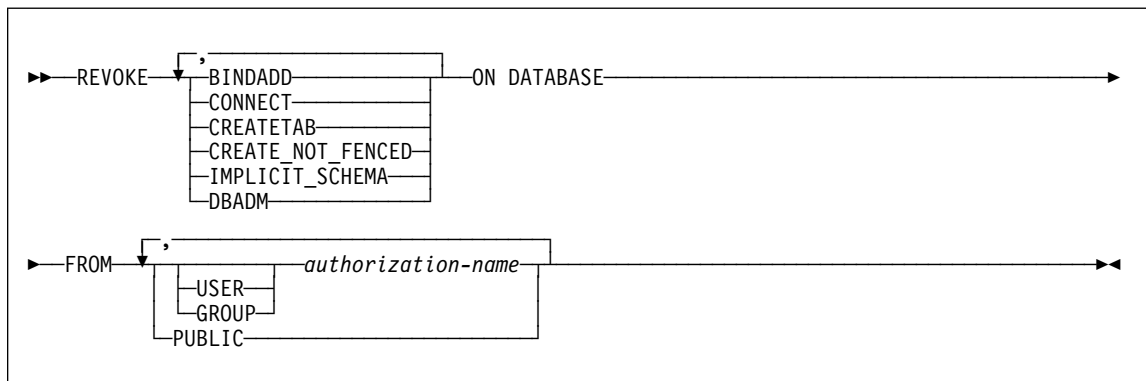 ,
REVOKE BINDADD ON DATABASE
CONNECT
CREATETAB
CREATE_NOT_FENCED
IMPLICIT_SCHEMA
DBADM
,
FROM authorization-name
USER
GROUP
PUBLIC